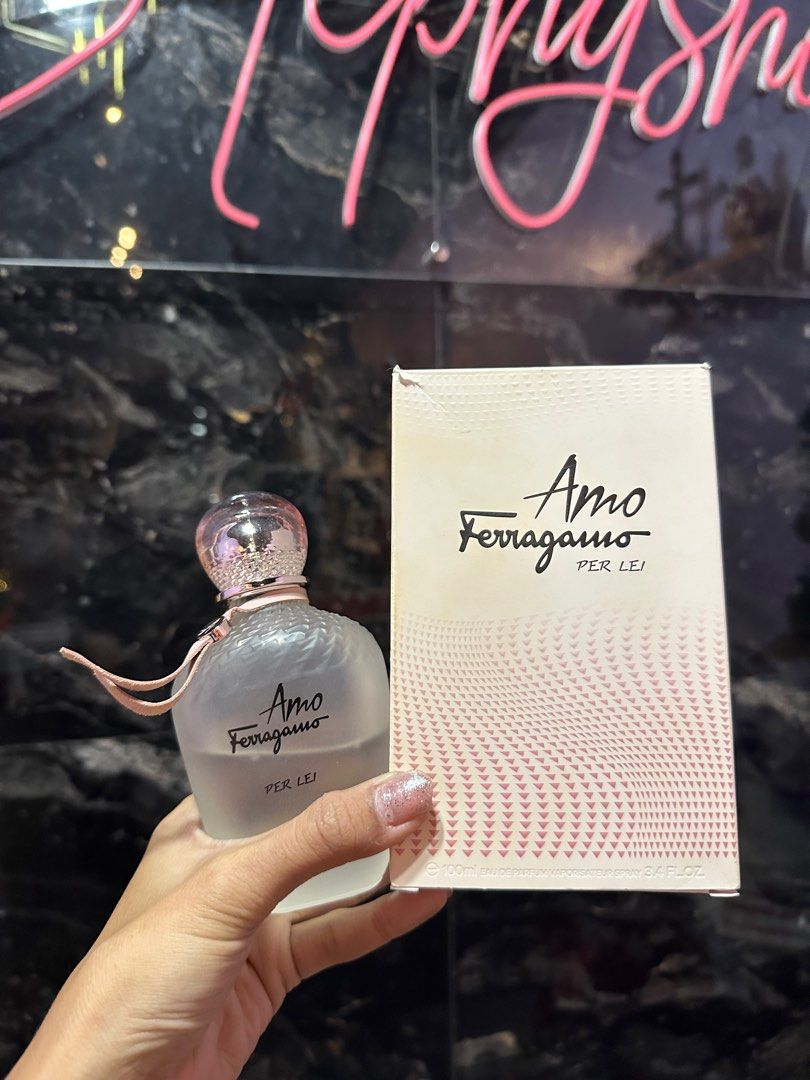 Amo
Ferragamo
PER LEI
e 100ml EAU DE PARFUM VAPORISATEUR SPRAY 3.4 FL.OZ.
Amo
Ferragamo
PER LEI